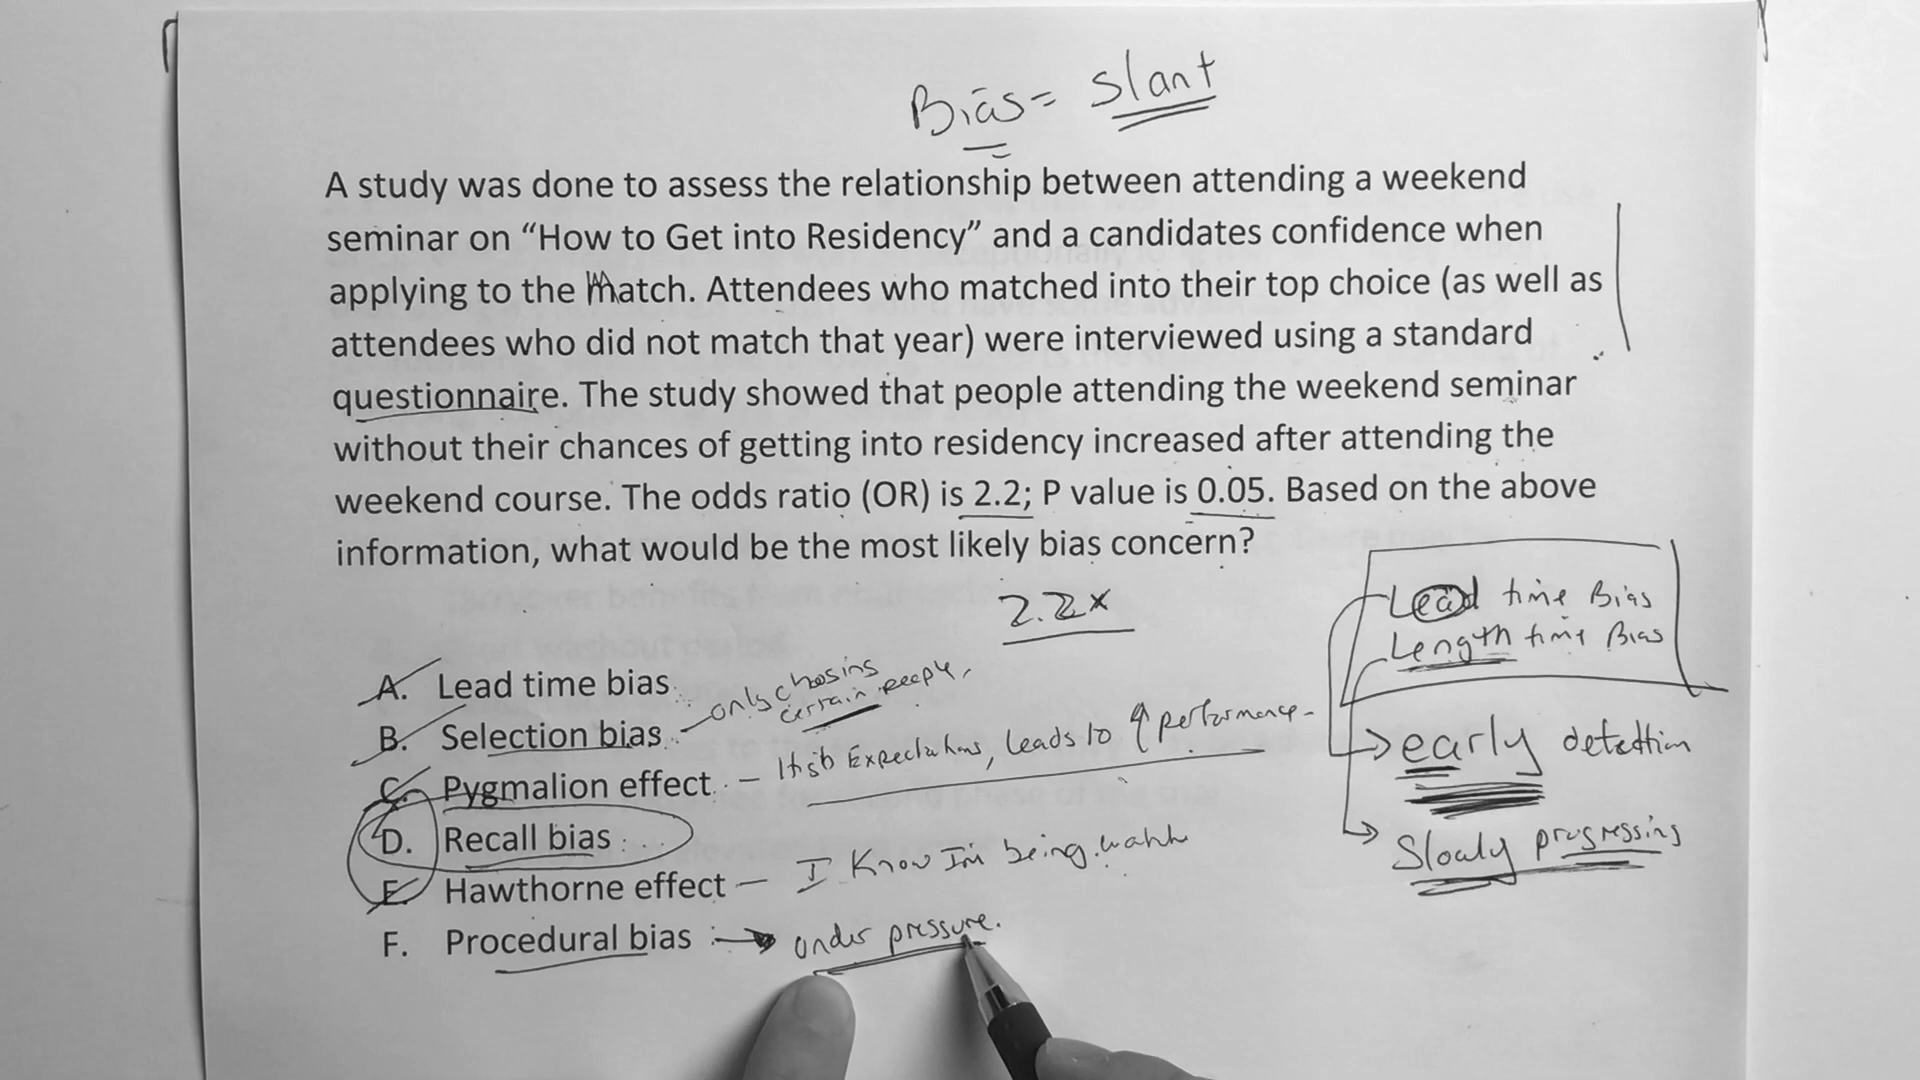 Bias = slant
A study was done to assess the relationship between attending a weekend
seminar on “How to Get into Residency” and a candidates confidence when
applying to the Match. Attendees who matched into their top choice (as well as
attendees who did not match that year) were interviewed using a standard
questionnaire. The study showed that people attending the weekend seminar
without their chances of getting into residency increased after attending the
weekend course. The odds ratio (OR) is 2.2; P value is 0.05. Based on the above
information, what would be the most likely bias concern?
2.2x
Lead time Bias
Length time Bias
A. Lead time bias
B. Selection bias - only choosing
certain people.
C. Pygmalion effect - High Expectations, leads to ↑ performance
D. Recall bias
E. Hawthorne effect - I Know I'm being
F. Procedural bias → under pressure.
→ early detection
→ Slowly progressing